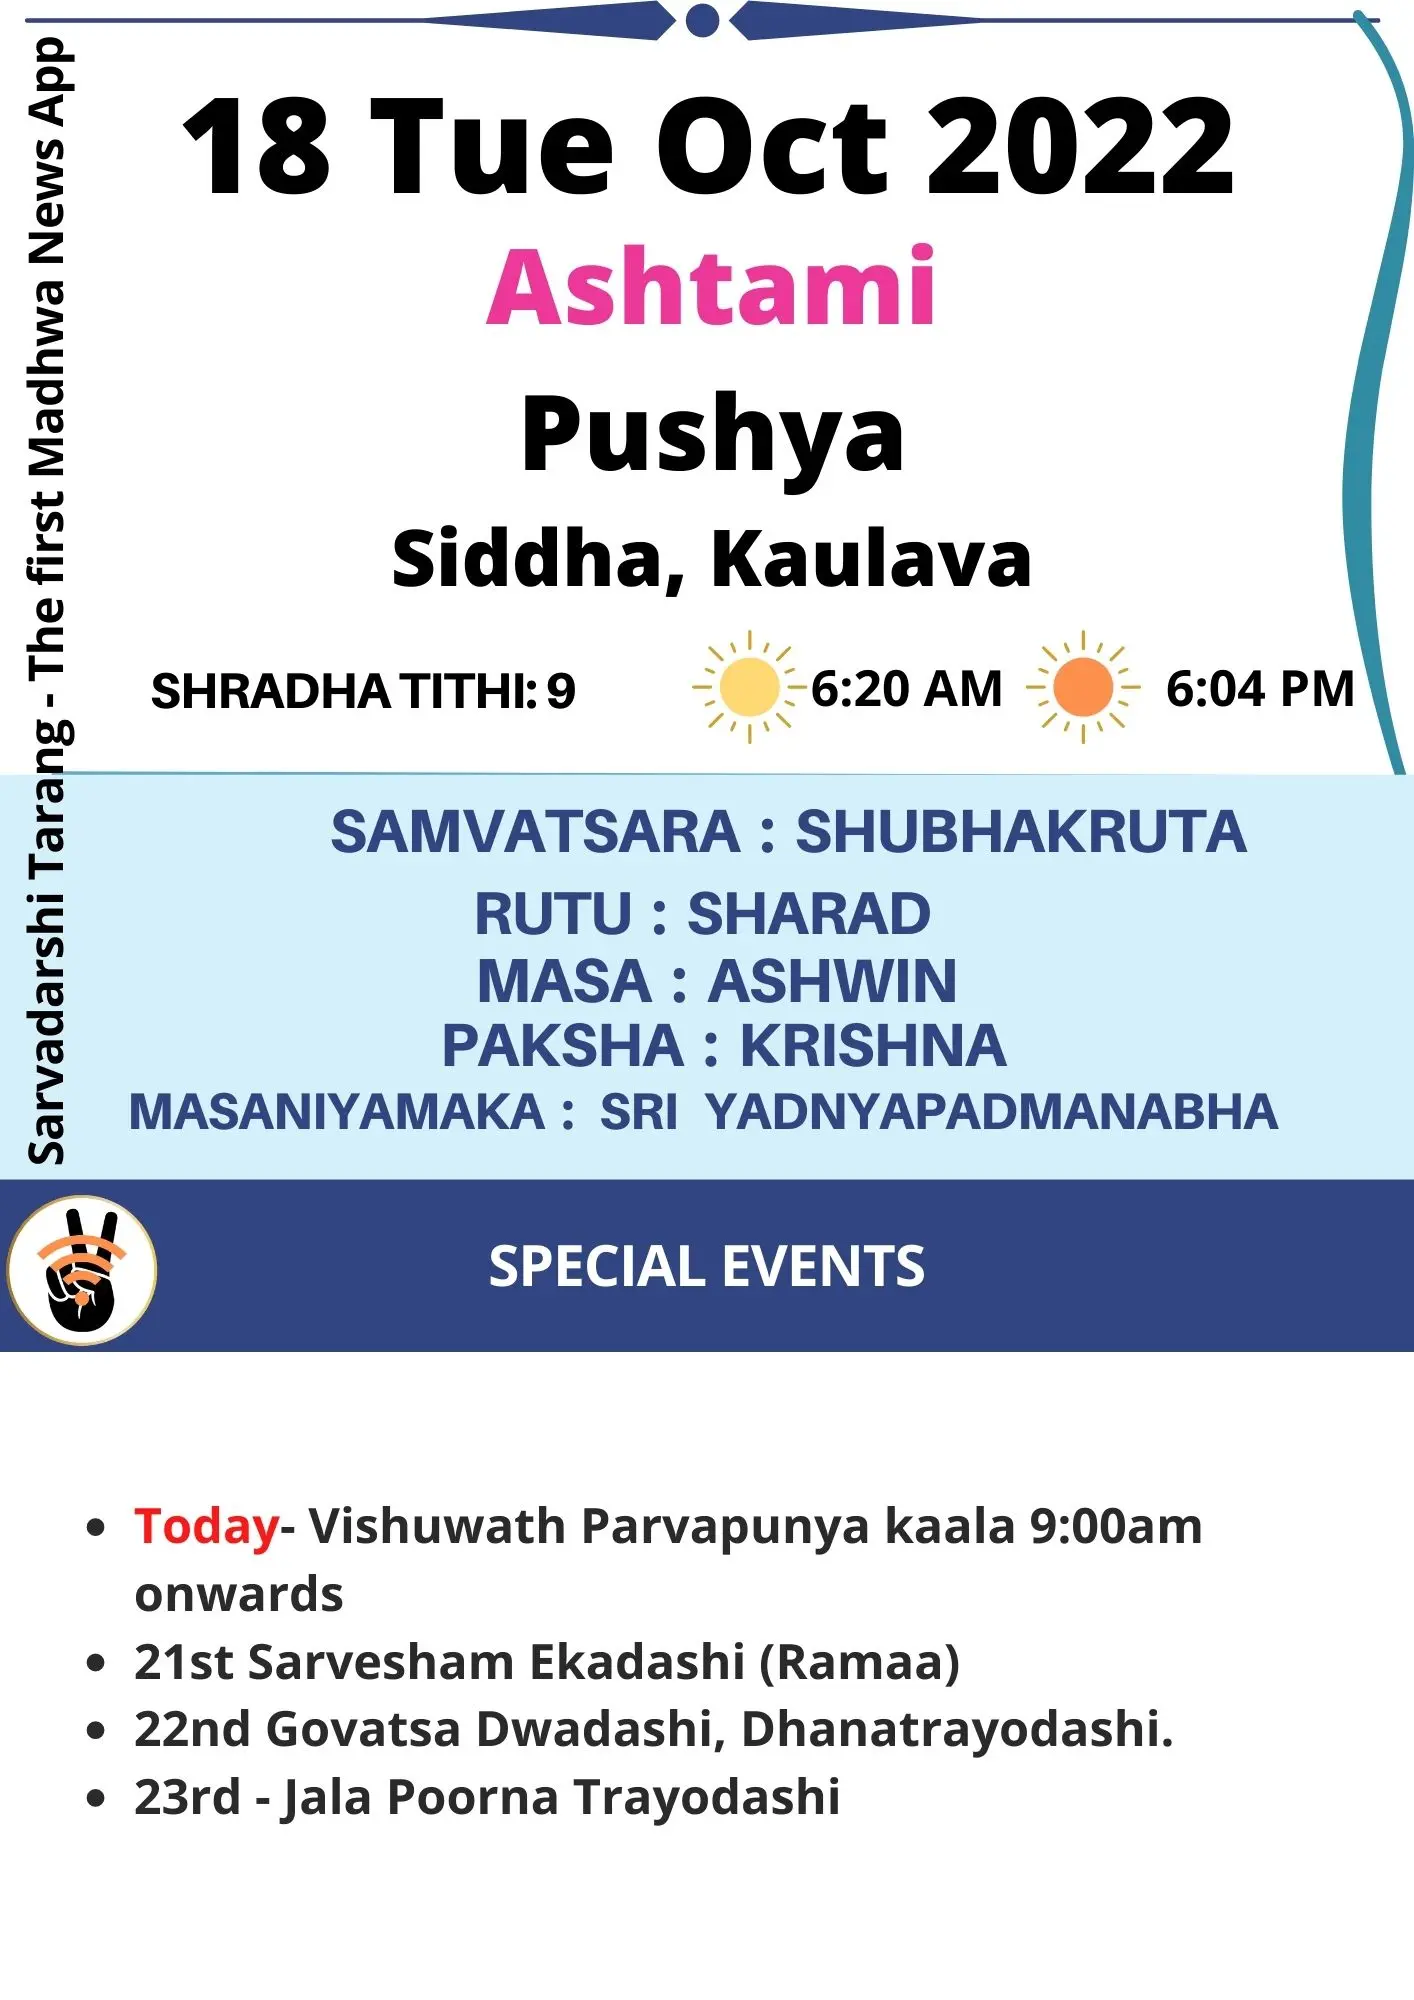 18 Tue Oct 2022
Ashtami
Pushya
Siddha, Kaulava
SHRADHA TITHI: 9
6:20 AM
6:04 PM
Sarvadarshi Tarang - The first Madhwa News App
SAMVATSARA : SHUBHAKRUTA
RUTU : SHARAD
MASA : ASHWIN
PAKSHA : KRISHNA
MASANIYAMAKA : SRI YADNYAPADMANABHA
SPECIAL EVENTS
• Today- Vishuwath Parvapunya kaala 9:00am
onwards
• 21st Sarvesham Ekadashi (Ramaa)
• 22nd Govatsa Dwadashi, Dhanatrayodashi.
• 23rd - Jala Poorna Trayodashi